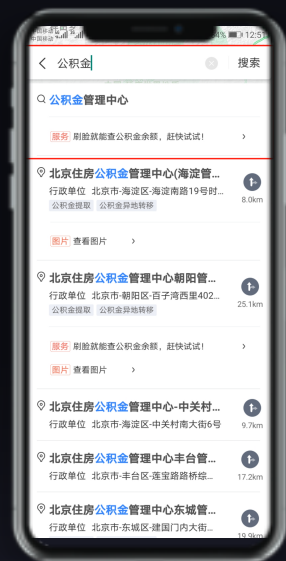 中国移动
中国移动
4% 12:51
公积金 搜索
公积金管理中心
服务 刷脸就能查公积金余额，赶快试试！
北京住房公积金管理中心(海淀管...
行政单位 北京市-海淀区-海淀南路19号时...
8.0km
公积金提取 公积金异地转移
图片 查看图片
北京住房公积金管理中心朝阳管...
行政单位 北京市-朝阳区-百子湾西里402...
25.1km
公积金提取 公积金异地转移
服务 刷脸就能查公积金余额，赶快试试！
图片 查看图片
北京住房公积金管理中心-中关村...
行政单位 北京市-海淀区-中关村南大街6号 9.7km
北京住房公积金管理中心丰台管...
行政单位 北京市-丰台区-莲宝路路桥综... 17.2km
北京住房公积金管理中心东城管...
行政单位 北京市-东城区-建国门内大街...
19.9km